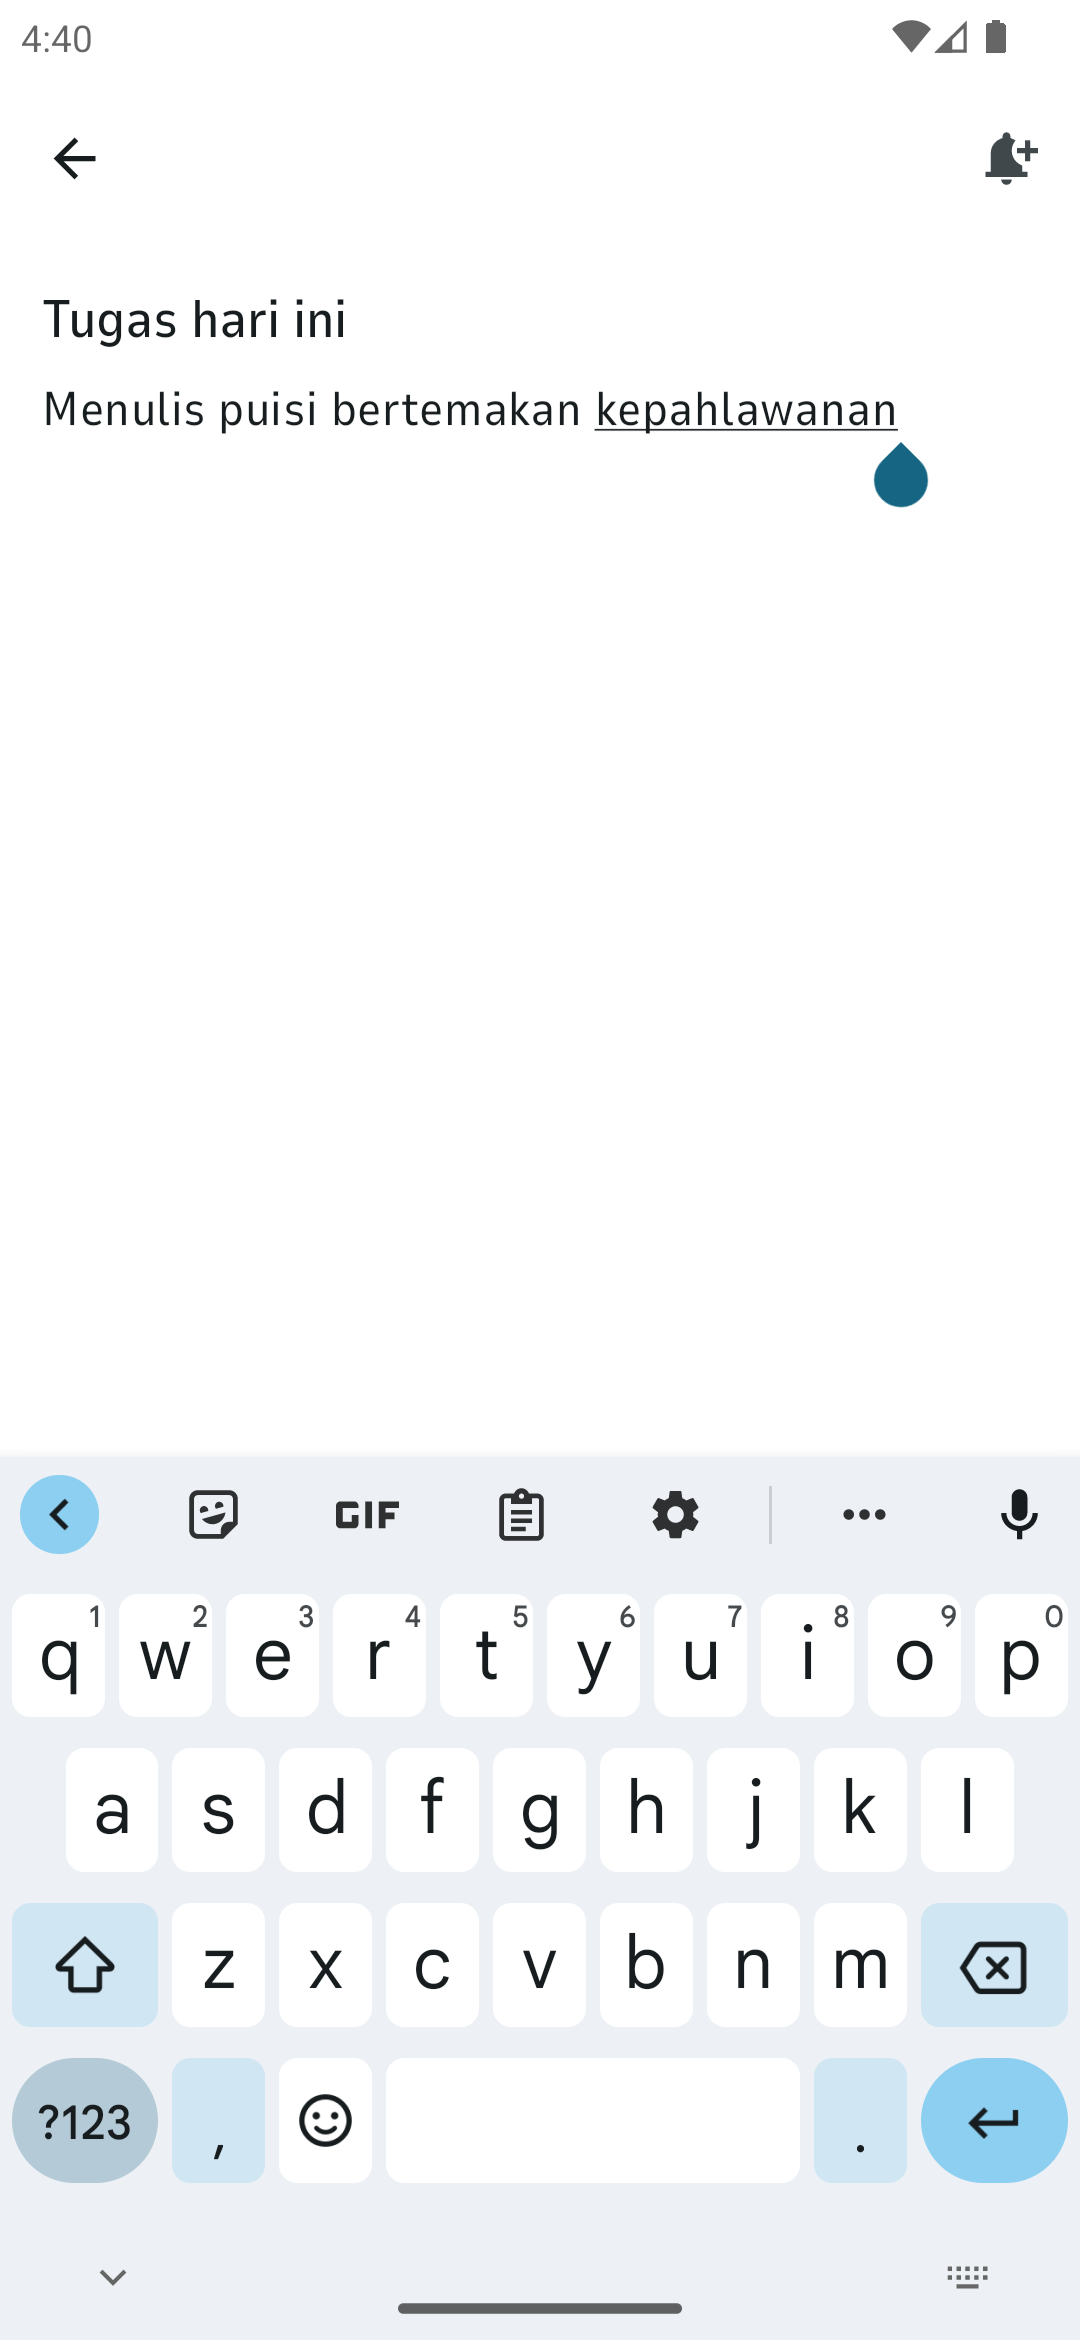 4:40
Tugas hari ini
Menulis puisi bertemakan kepahlawanan
GIF
q 1 w 2 e 3 r 4 t 5 y 6 u 7 i 8 o 9 p 0
a s d f g h j k l
z x c v b n m
?123 , .